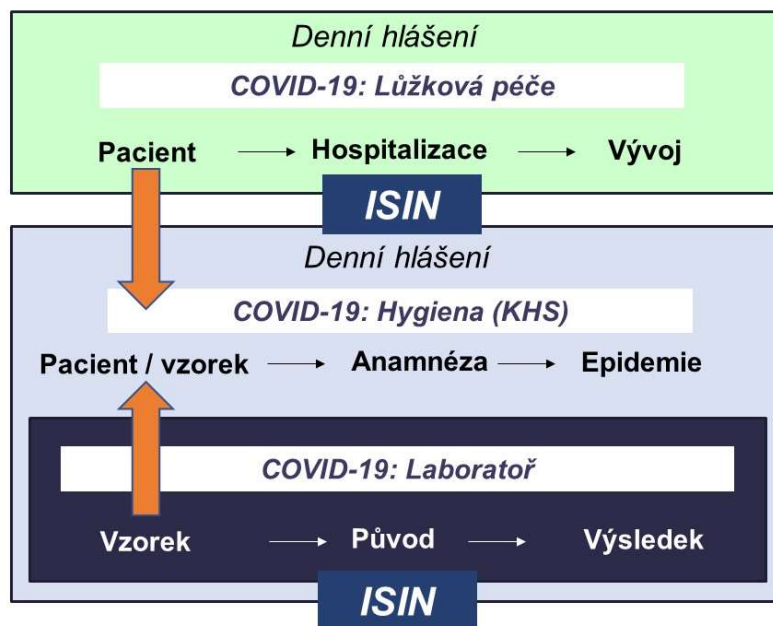 Denní hlášení
COVID-19: Lůžková péče
Pacient Hospitalizace Vývoj
ISIN
Denní hlášení
COVID-19: Hygiena (KHS)
Pacient / vzorek Anamnéza Epidemie
COVID-19: Laboratoř
Vzorek Původ Výsledek
ISIN